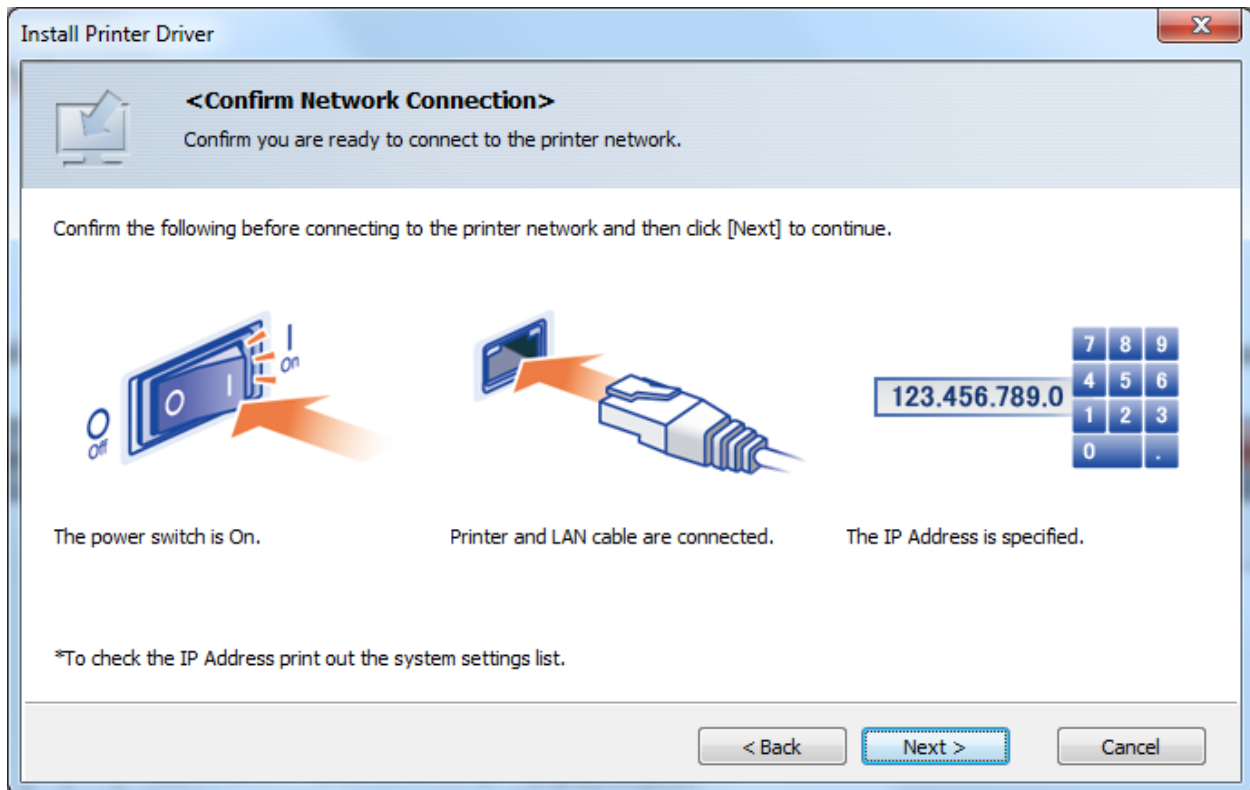 Install Printer Driver
<Confirm Network Connection>
Confirm you are ready to connect to the printer network.
Confirm the following before connecting to the printer network and then click [Next] to continue.
O
Off
O I
I
On
123.456.789.0
7 8 9
4 5 6
1 2 3
0 .
The power switch is On.
Printer and LAN cable are connected.
The IP Address is specified.
*To check the IP Address print out the system settings list.
< Back
Next >
Cancel